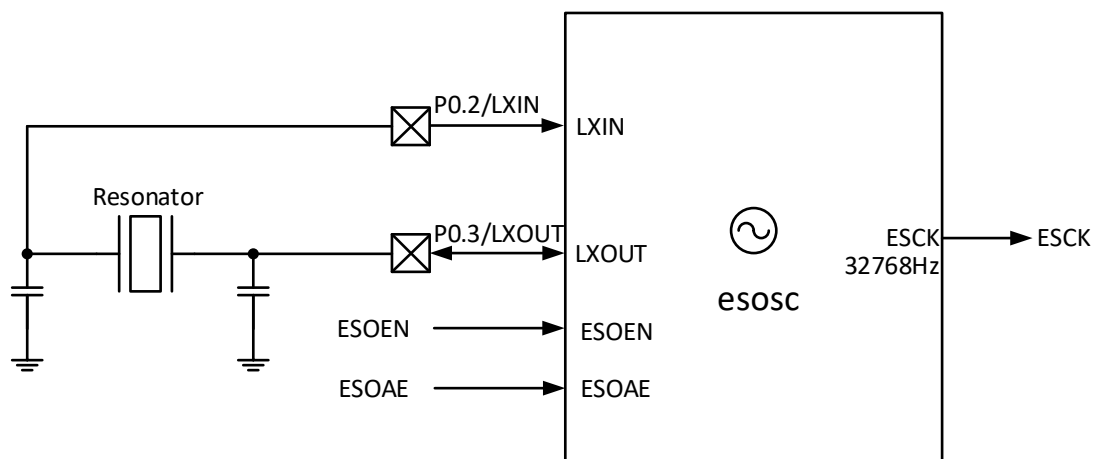 P0.2/LXIN
LXIN
Resonator
P0.3/LXOUT
LXOUT
ESCK
ESCK
32768Hz
esosc
ESOEN
ESOEN
ESOAE
ESOAE